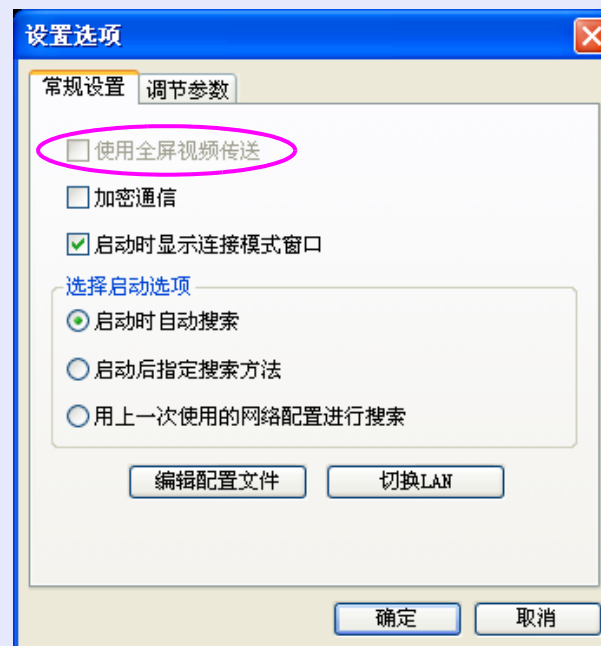 设置选项
常规设置 调节参数
使用全屏视频传送
加密通信
启动时显示连接模式窗口
选择启动选项
启动时自动搜索
启动后指定搜索方法
用上一次使用的网络配置进行搜索
编辑配置文件 切换LAN
确定 取消